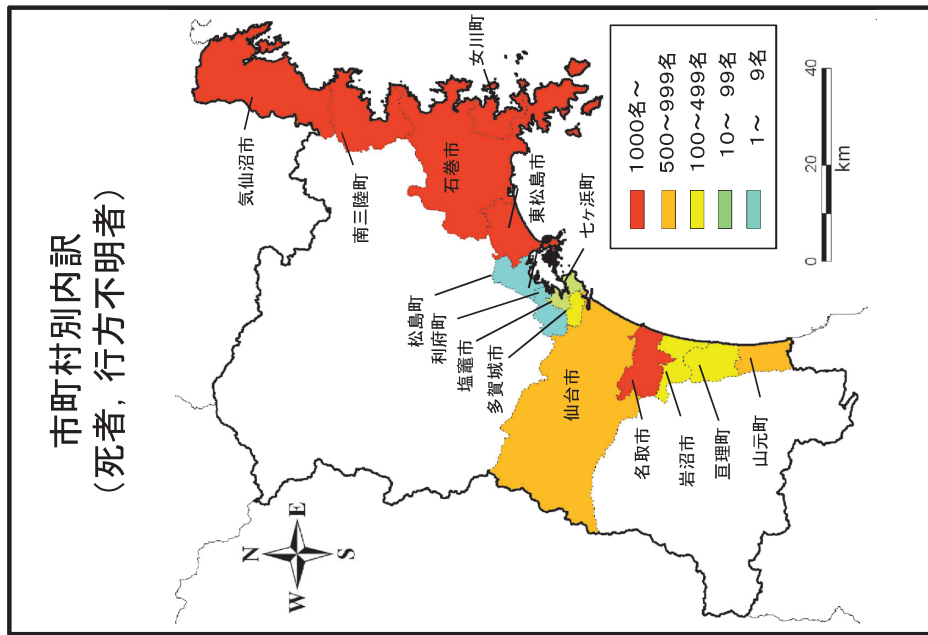 市町村別内訳
(死者,行方不明者)
N
E
W
S
気仙沼市
南三陸町
女川町
石巻市
東松島市
七ヶ浜町
松島町
利府町
塩竈市
多賀城市
仙台市
名取市
岩沼市
亘理町
山元町
1000名~
500~999名
100~499名
10~ 99名
1~ 9名
0
20
40
km